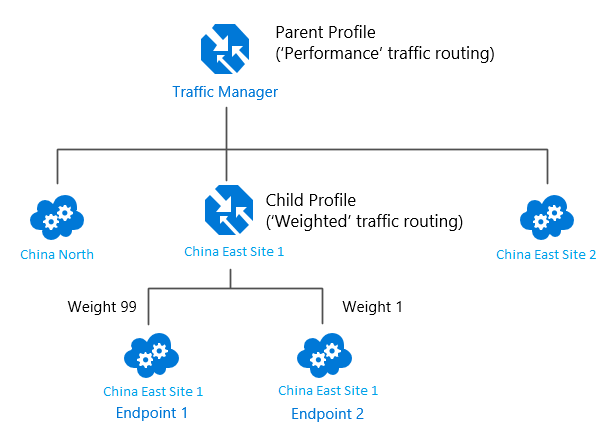 Parent Profile
(‘Performance’ traffic routing)
Traffic Manager
Child Profile
(‘Weighted’ traffic routing)
China North
China East Site 1
China East Site 2
Weight 99
Weight 1
China East Site 1
Endpoint 1
China East Site 1
Endpoint 2